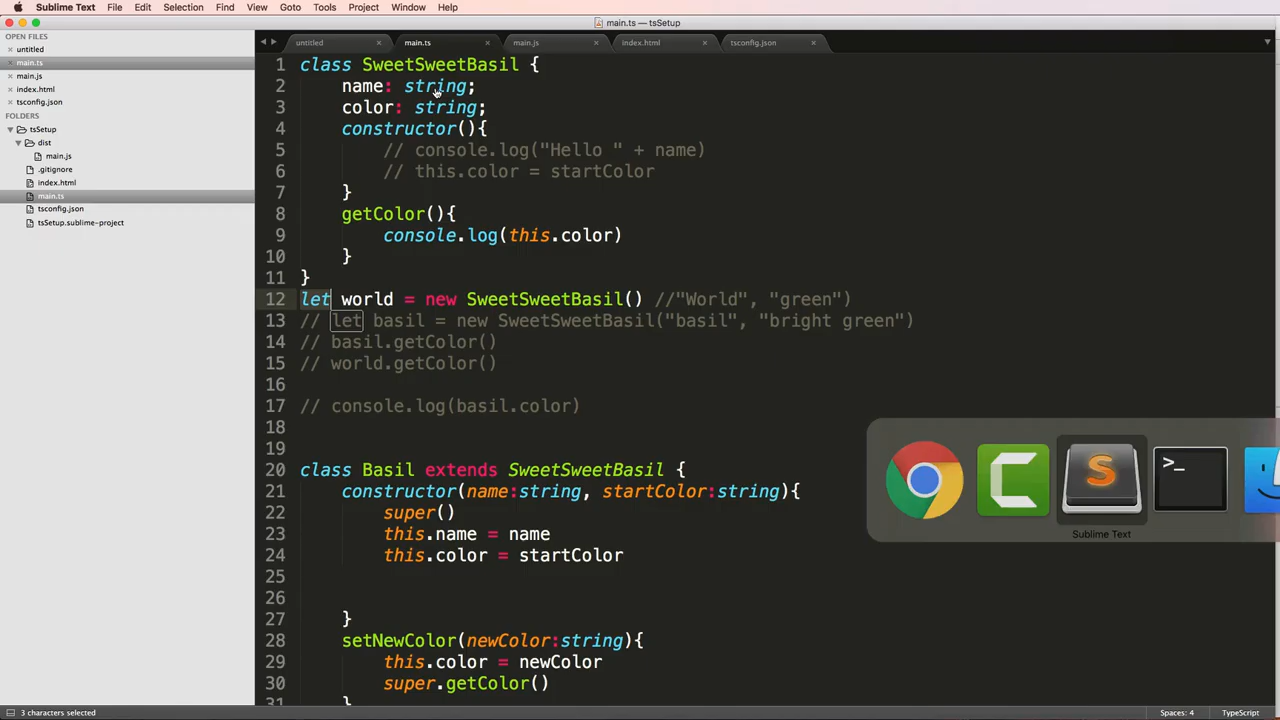 Sublime Text File Edit Selection Find View Goto Tools Project Window Help
main.ts — tsSetup
OPEN FILES
untitled
main.ts
main.js
index.html
tsconfig.json
FOLDERS
tsSetup
dist
main.js
.gitignore
index.html
main.ts
tsconfig.json
tsSetup.sublime-project
untitled main.ts main.js index.html tsconfig.json
1 class SweetSweetBasil {
2 name: string;
3 color: string;
4 constructor(){
5 // console.log("Hello " + name)
6 // this.color = startColor
7 }
8 getColor(){
9 console.log(this.color)
10 }
11 }
12 let world = new SweetSweetBasil() //"World", "green")
13 // let basil = new SweetSweetBasil("basil", "bright green")
14 // basil.getColor()
15 // world.getColor()
16
17 // console.log(basil.color)
18
19
20 class Basil extends SweetSweetBasil {
21 constructor(name:string, startColor:string){
22 super()
23 this.name = name
24 this.color = startColor
25
26
27 }
28 setNewColor(newColor:string){
29 this.color = newColor
30 super.getColor()
31 }
S
>_
Sublime Text
3 characters selected
Spaces: 4 TypeScript